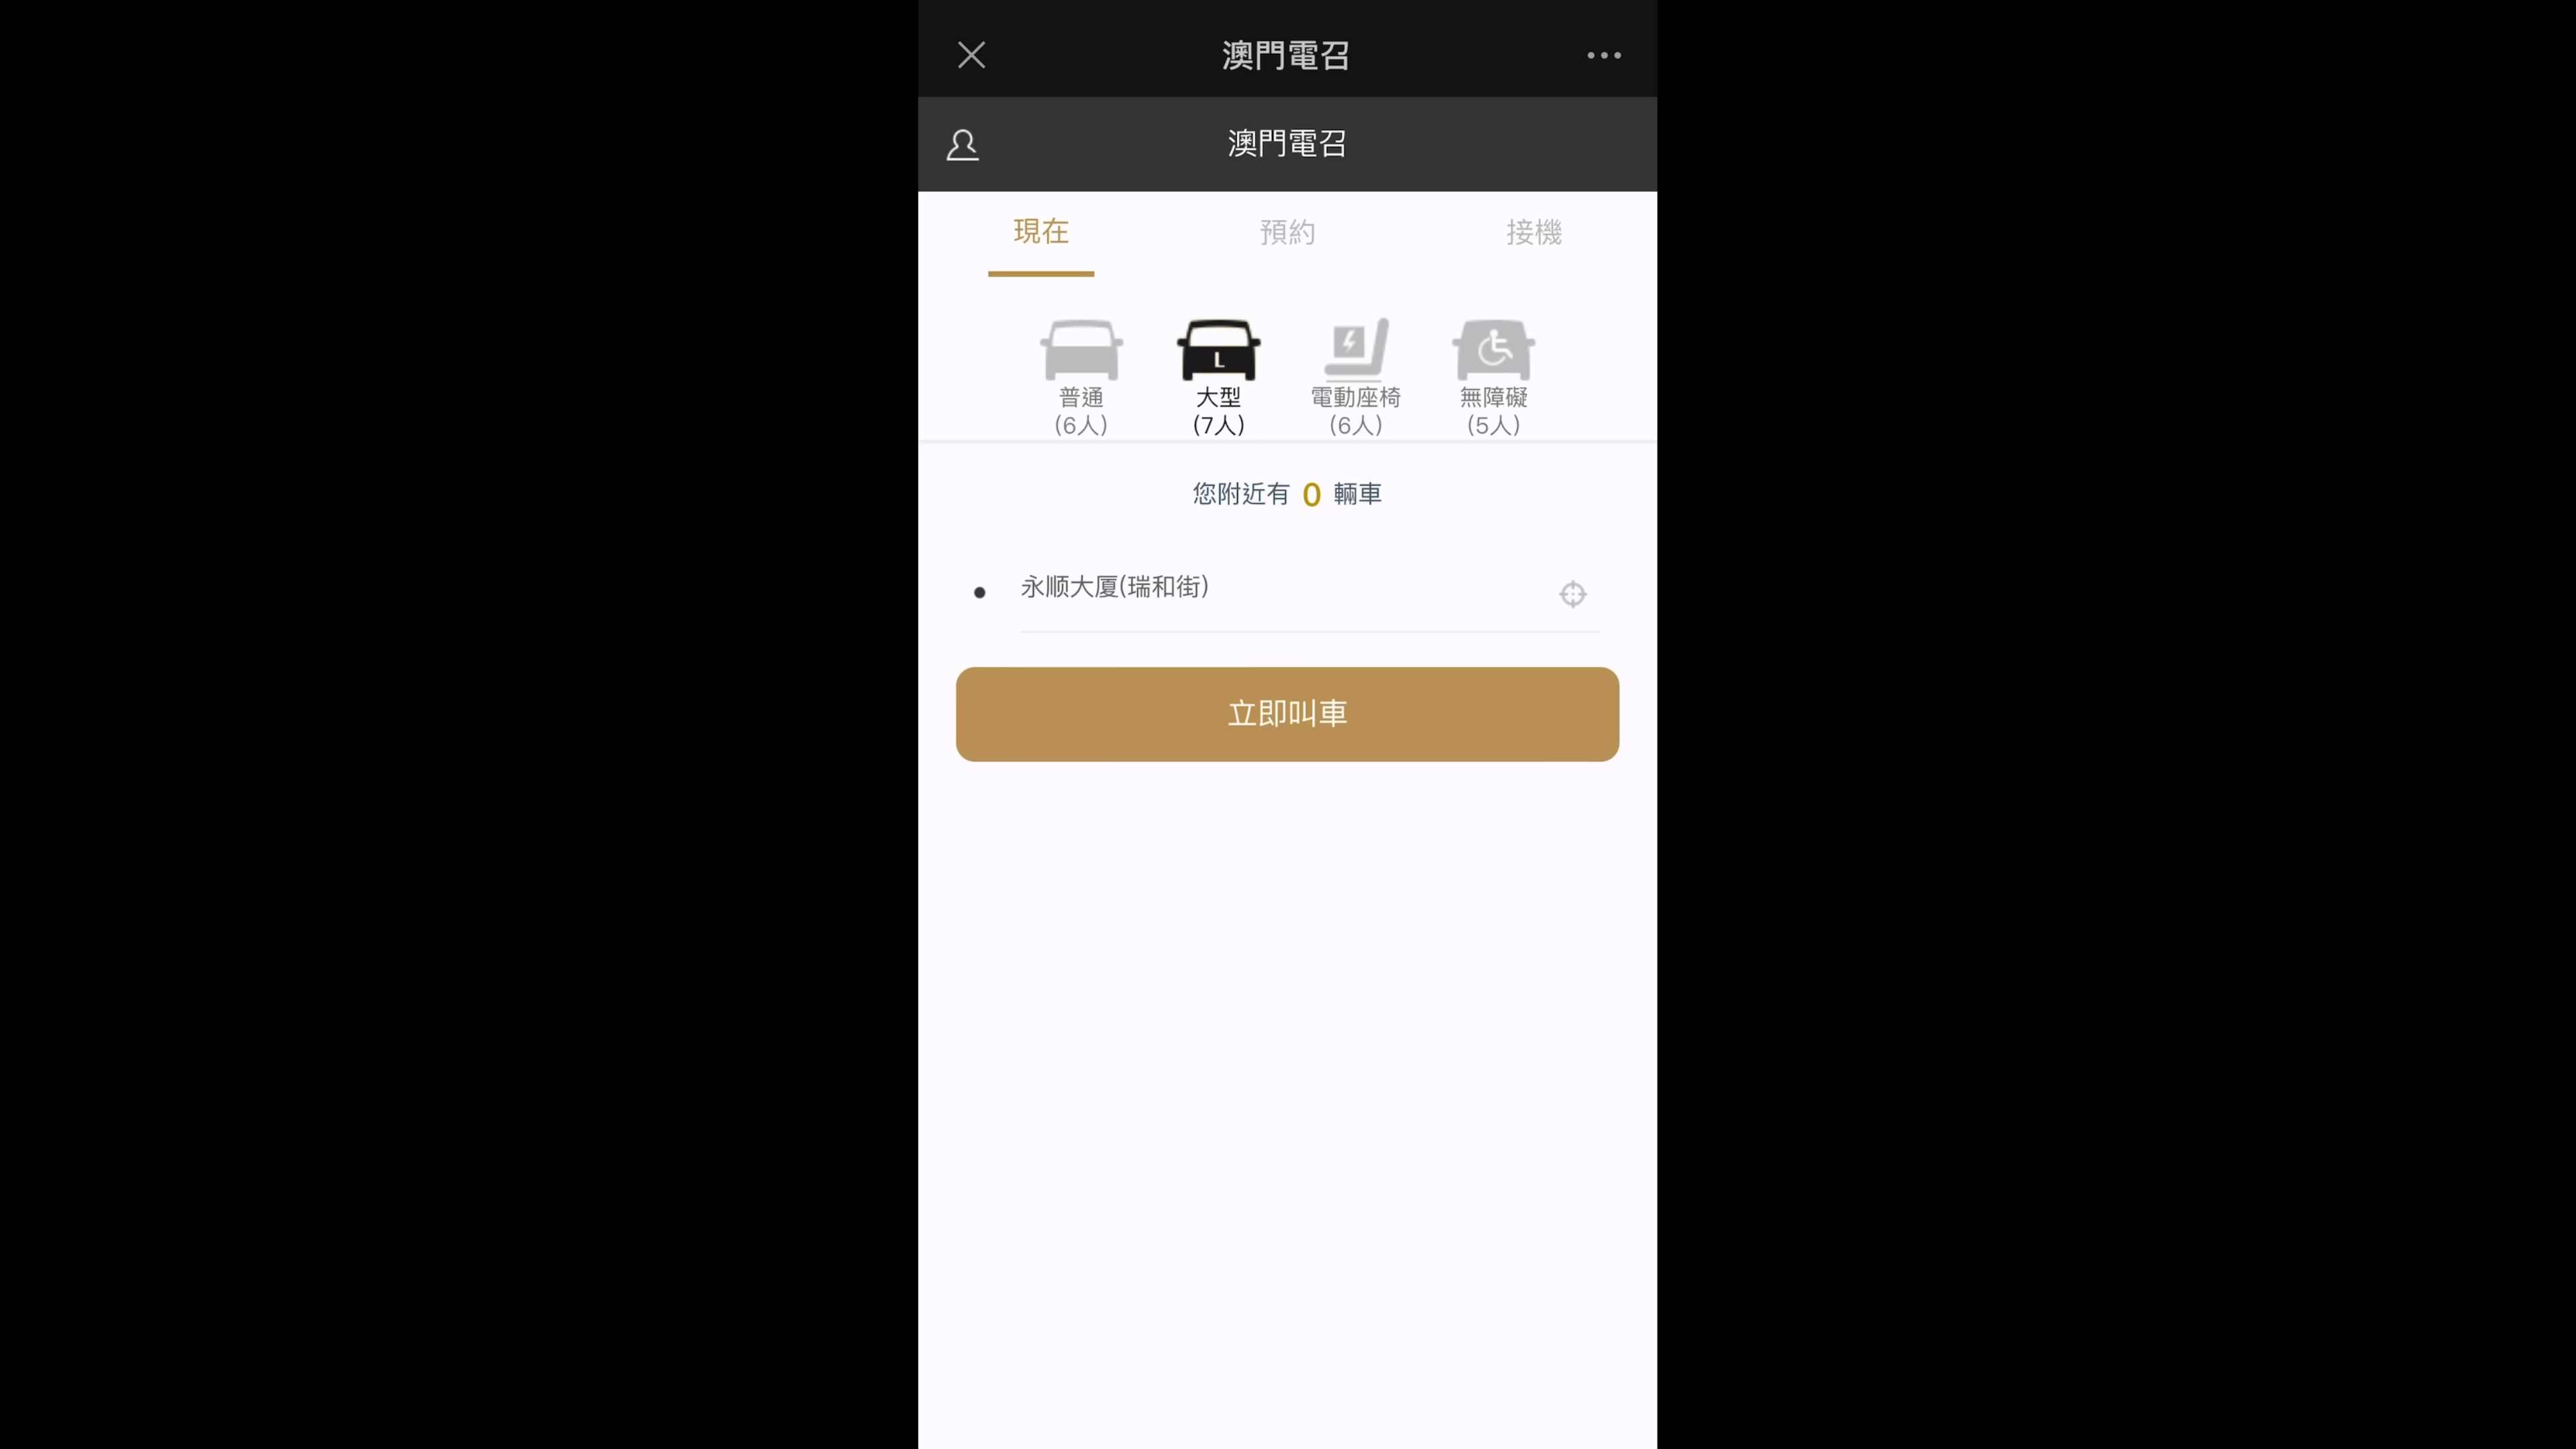 澳門電召
澳門電召
現在 預約 接機
L
普通 大型 電動座椅 無障礙
(6人) (7人) (6人) (5人)
您附近有 0 輛車
永顺大厦(瑞和街)
立即叫車